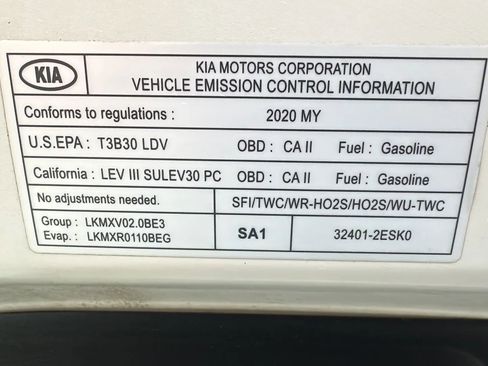 KIA
KIA MOTORS CORPORATION
VEHICLE EMISSION CONTROL INFORMATION
Conforms to regulations : 2020 MY
U.S.EPA : T3B30 LDV OBD : CA II Fuel : Gasoline
California : LEV III SULEV30 PC OBD : CA II Fuel : Gasoline
No adjustments needed. SFI/TWC/WR-HO2S/HO2S/WU-TWC
Group : LKMXV02.0BE3
Evap. : LKMXR0110BEG
SA1
32401-2ESK0